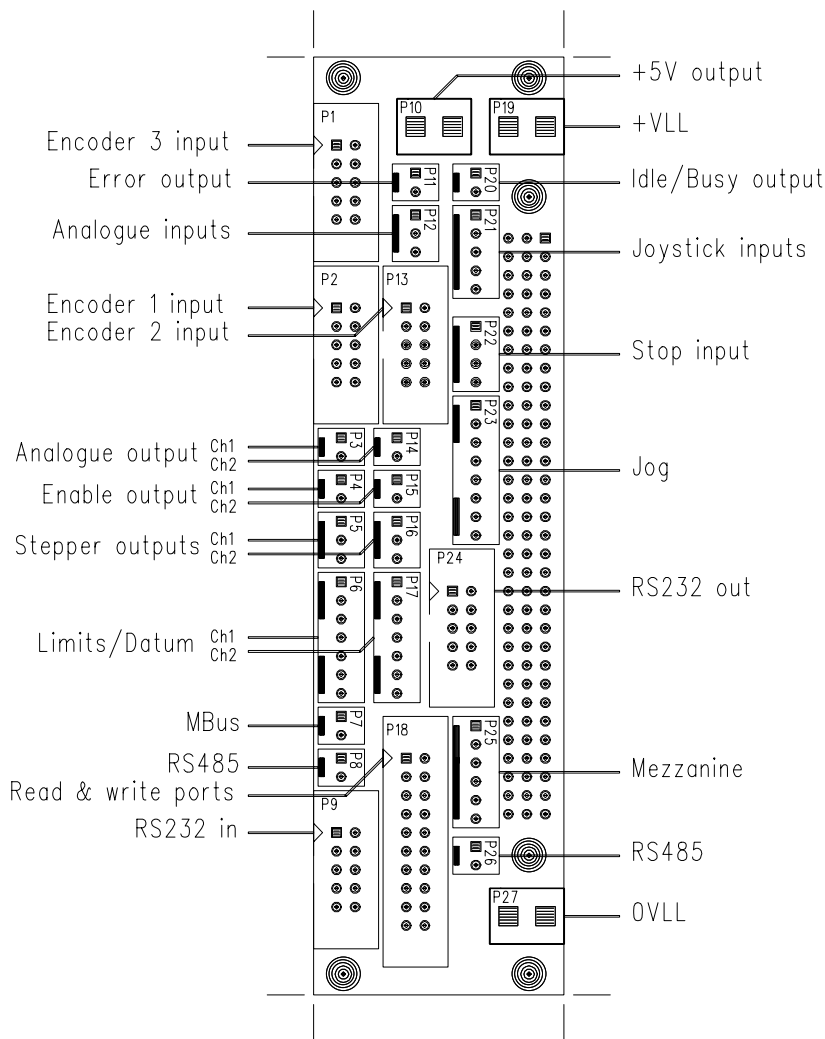 +5V output
P10
P19
P1
+VLL
Encoder 3 input
Error output
P11
P20
Idle/Busy output
Analogue inputs
P12
P21
Joystick inputs
P2
P13
Encoder 1 input
Encoder 2 input
P22
Stop input
P23
Analogue output Ch1
Ch2
P3
P14
Jog
Enable output Ch1
Ch2
P4
P15
Stepper outputs Ch1
Ch2
P5
P16
P24
P6
P17
RS232 out
Limits/Datum Ch1
Ch2
MBus
P7
P18
P25
RS485
P8
Mezzanine
Read & write ports
P9
RS232 in
P26
RS485
P27
0VLL